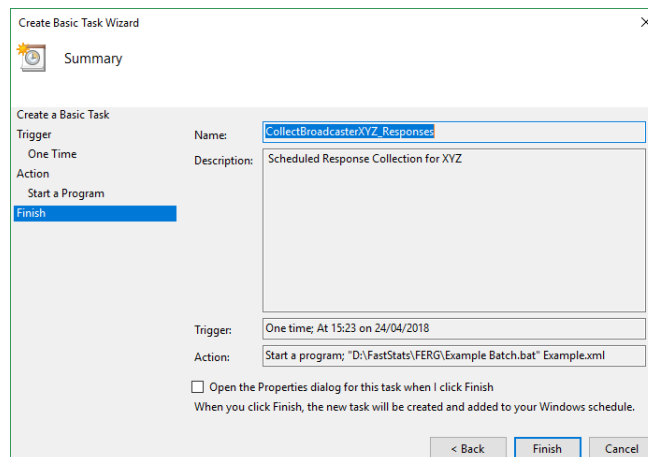 Create Basic Task Wizard
Summary
Create a Basic Task
Trigger
One Time
Action
Start a Program
Finish
Name:
CollectBroadcasterXYZ_Responses
Description:
Scheduled Response Collection for XYZ
Trigger:
One time; At 15:23 on 24/04/2018
Action:
Start a program; "D:\FastStats\FERG\Example Batch.bat" Example.xml
Open the Properties dialog for this task when I click Finish
When you click Finish, the new task will be created and added to your Windows schedule.
< Back
Finish
Cancel